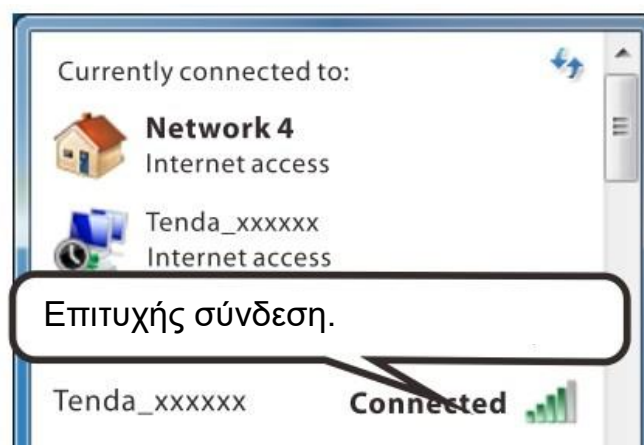 Currently connected to:
Network 4
Internet access
Tenda_xxxxxx
Internet access
Επιτυχής σύνδεση.
Tenda_xxxxxx Connected